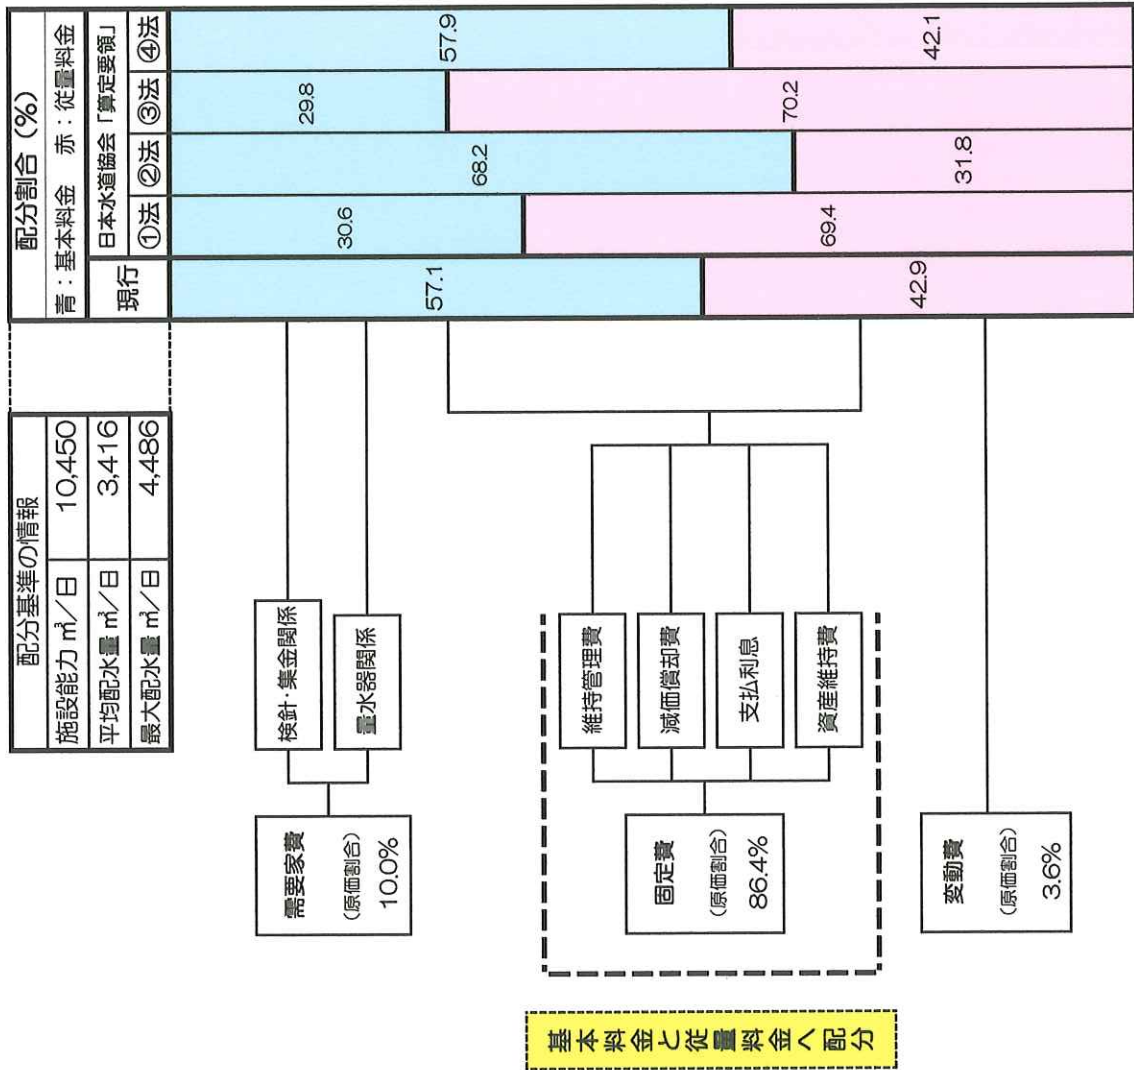 基本料金と従量料金へ配分
需要家費
(原価割合)
10.0%
固定費
(原価割合)
86.4%
変動費
(原価割合)
3.6%
検針・集金関係
量水器関係
維持管理費
減価償却費
支払利息
資産維持費
配分基準の情報
施設能力 ㎥/日 10,450
平均配水量 ㎥/日 3,416
最大配水量 ㎥/日 4,486
配分割合(%)
青:基本料金 赤:従量料金
現行
日本水道協会「算定要領」
①法 ②法 ③法 ④法
57.1 30.6 68.2 29.8 57.9
42.9 69.4 31.8 70.2 42.1